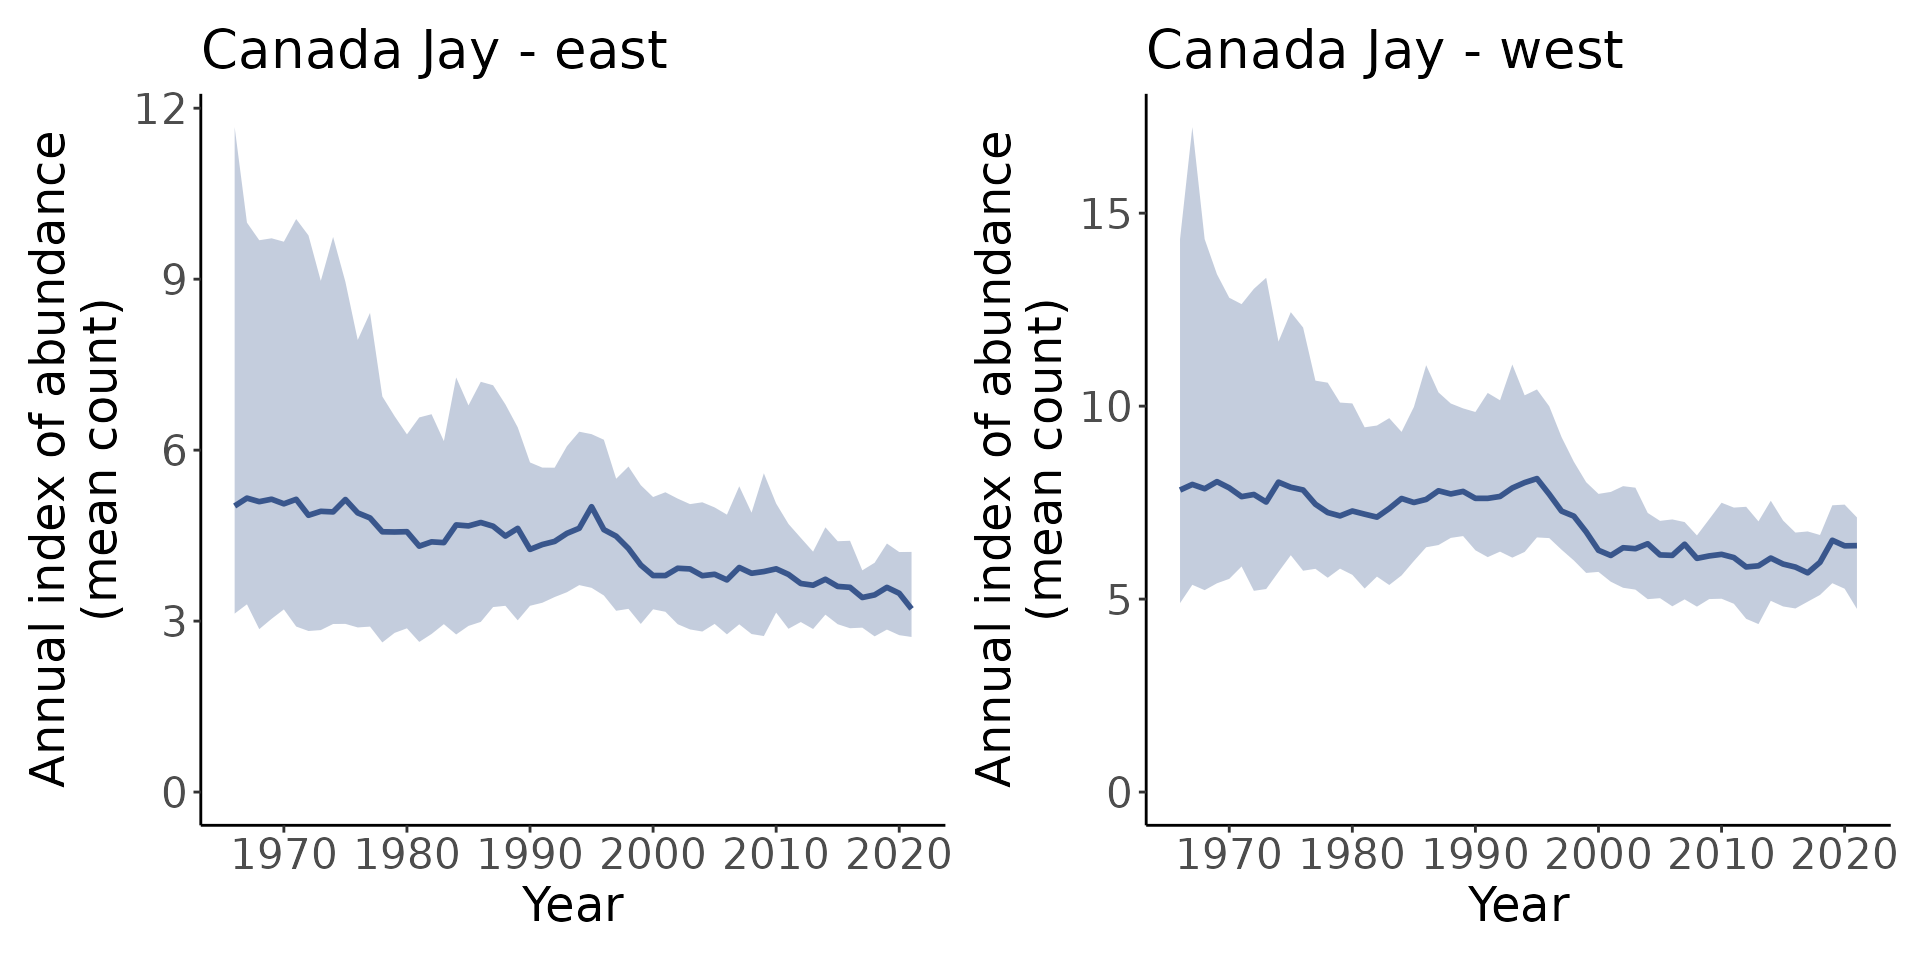 Canada Jay - east
Annual index of abundance
(mean count)
12
9
6
3
0
1970 1980 1990 2000 2010 2020
Year
Canada Jay - west
Annual index of abundance
(mean count)
15
10
5
0
1970 1980 1990 2000 2010 2020
Year